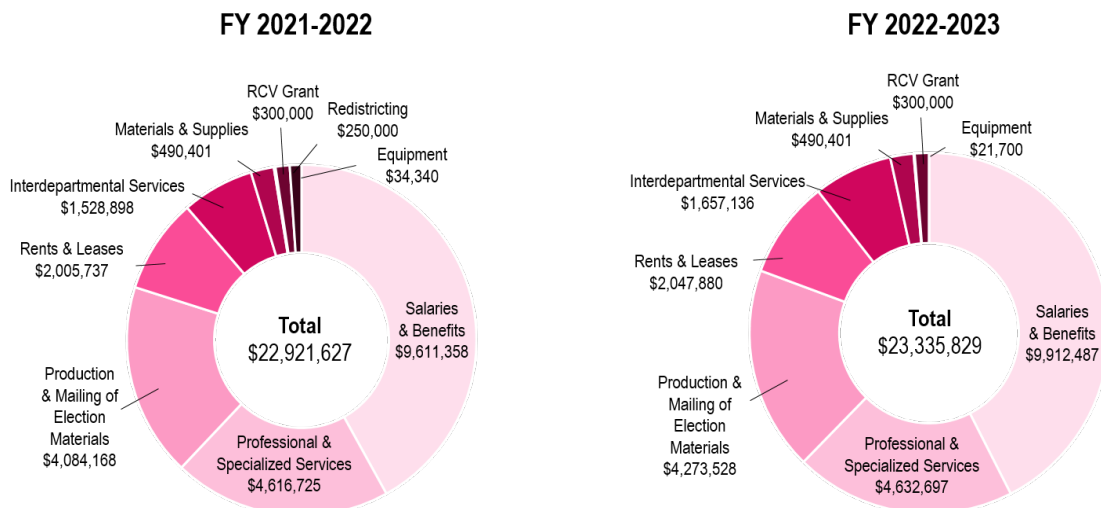 FY 2021-2022
RCV Grant
$300,000
Redistricting
$250,000
Materials & Supplies
$490,401
Equipment
$34,340
Interdepartmental Services
$1,528,898
Rents & Leases
$2,005,737
Salaries
& Benefits
$9,611,358
Total
$22,921,627
Production
& Mailing of
Election
Materials
$4,084,168
Professional &
Specialized Services
$4,616,725
FY 2022-2023
RCV Grant
$300,000
Materials & Supplies
$490,401
Equipment
$21,700
Interdepartmental Services
$1,657,136
Rents & Leases
$2,047,880
Salaries
& Benefits
$9,912,487
Total
$23,335,829
Production &
Mailing of
Election
Materials
$4,273,528
Professional &
Specialized Services
$4,632,697